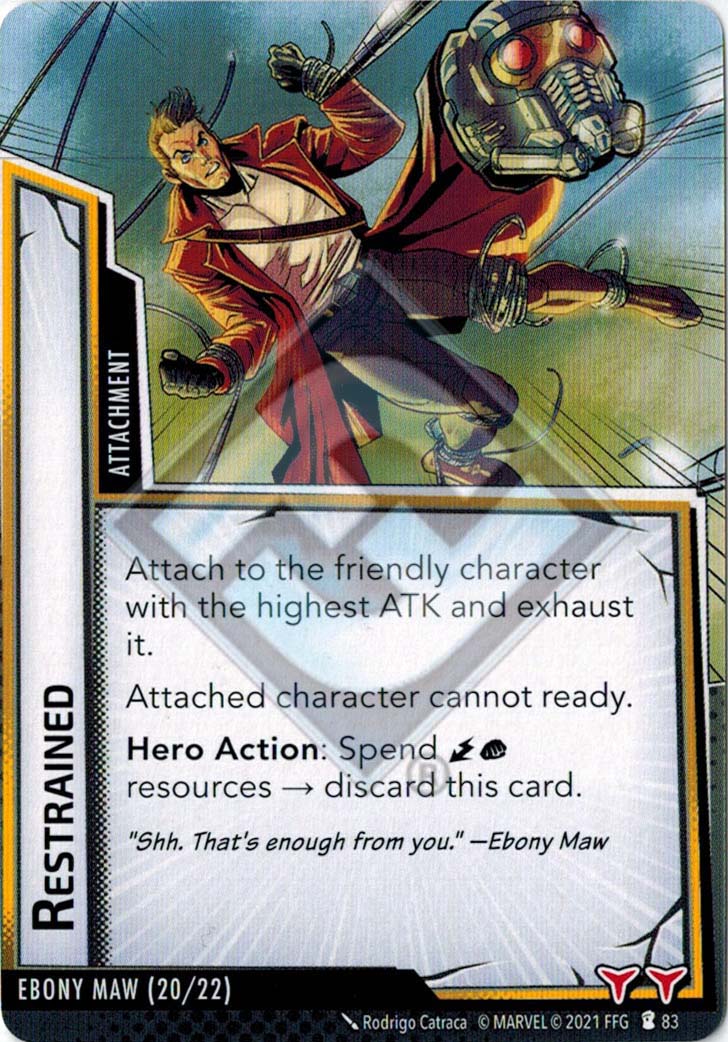 ATTACHMENT
RESTRAINED
Attach to the friendly character
with the highest ATK and exhaust
it.
Attached character cannot ready.
Hero Action: Spend
resources → discard this card.
"Shh. That's enough from you." —Ebony Maw
EBONY MAW (20/22)
Rodrigo Catraca © MARVEL © 2021 FFG 83